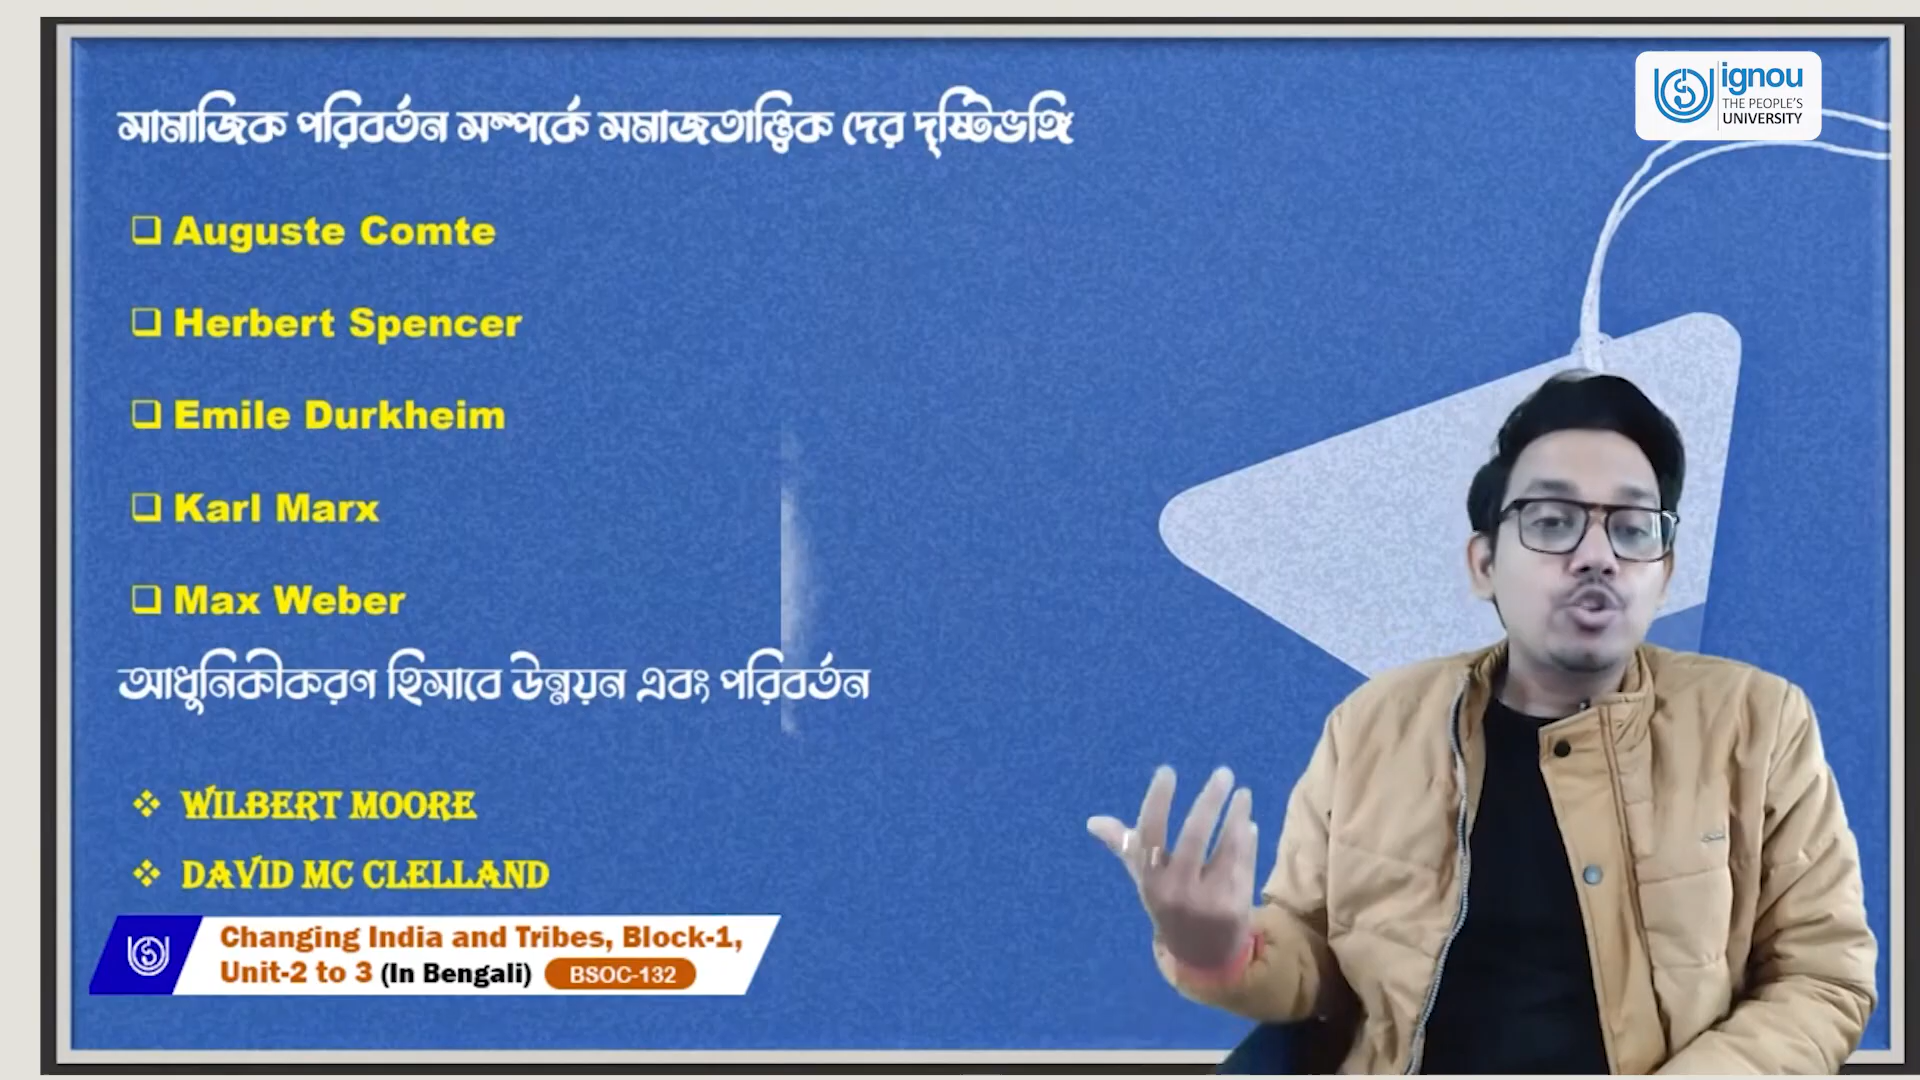 ignou
THE PEOPLE'S
UNIVERSITY
সামাজিক পরিবর্তন সম্পর্কে সমাজতাত্ত্বিক দের দৃষ্টিভঙ্গি
Auguste Comte
Herbert Spencer
Emile Durkheim
Karl Marx
Max Weber
আধুনিকীকরণ হিসাবে উন্নয়ন এবং পরিবর্তন
WILBERT MOORE
DAVID MC CLELLAND
Changing India and Tribes, Block-1,
Unit-2 to 3 (In Bengali) BSOC-132